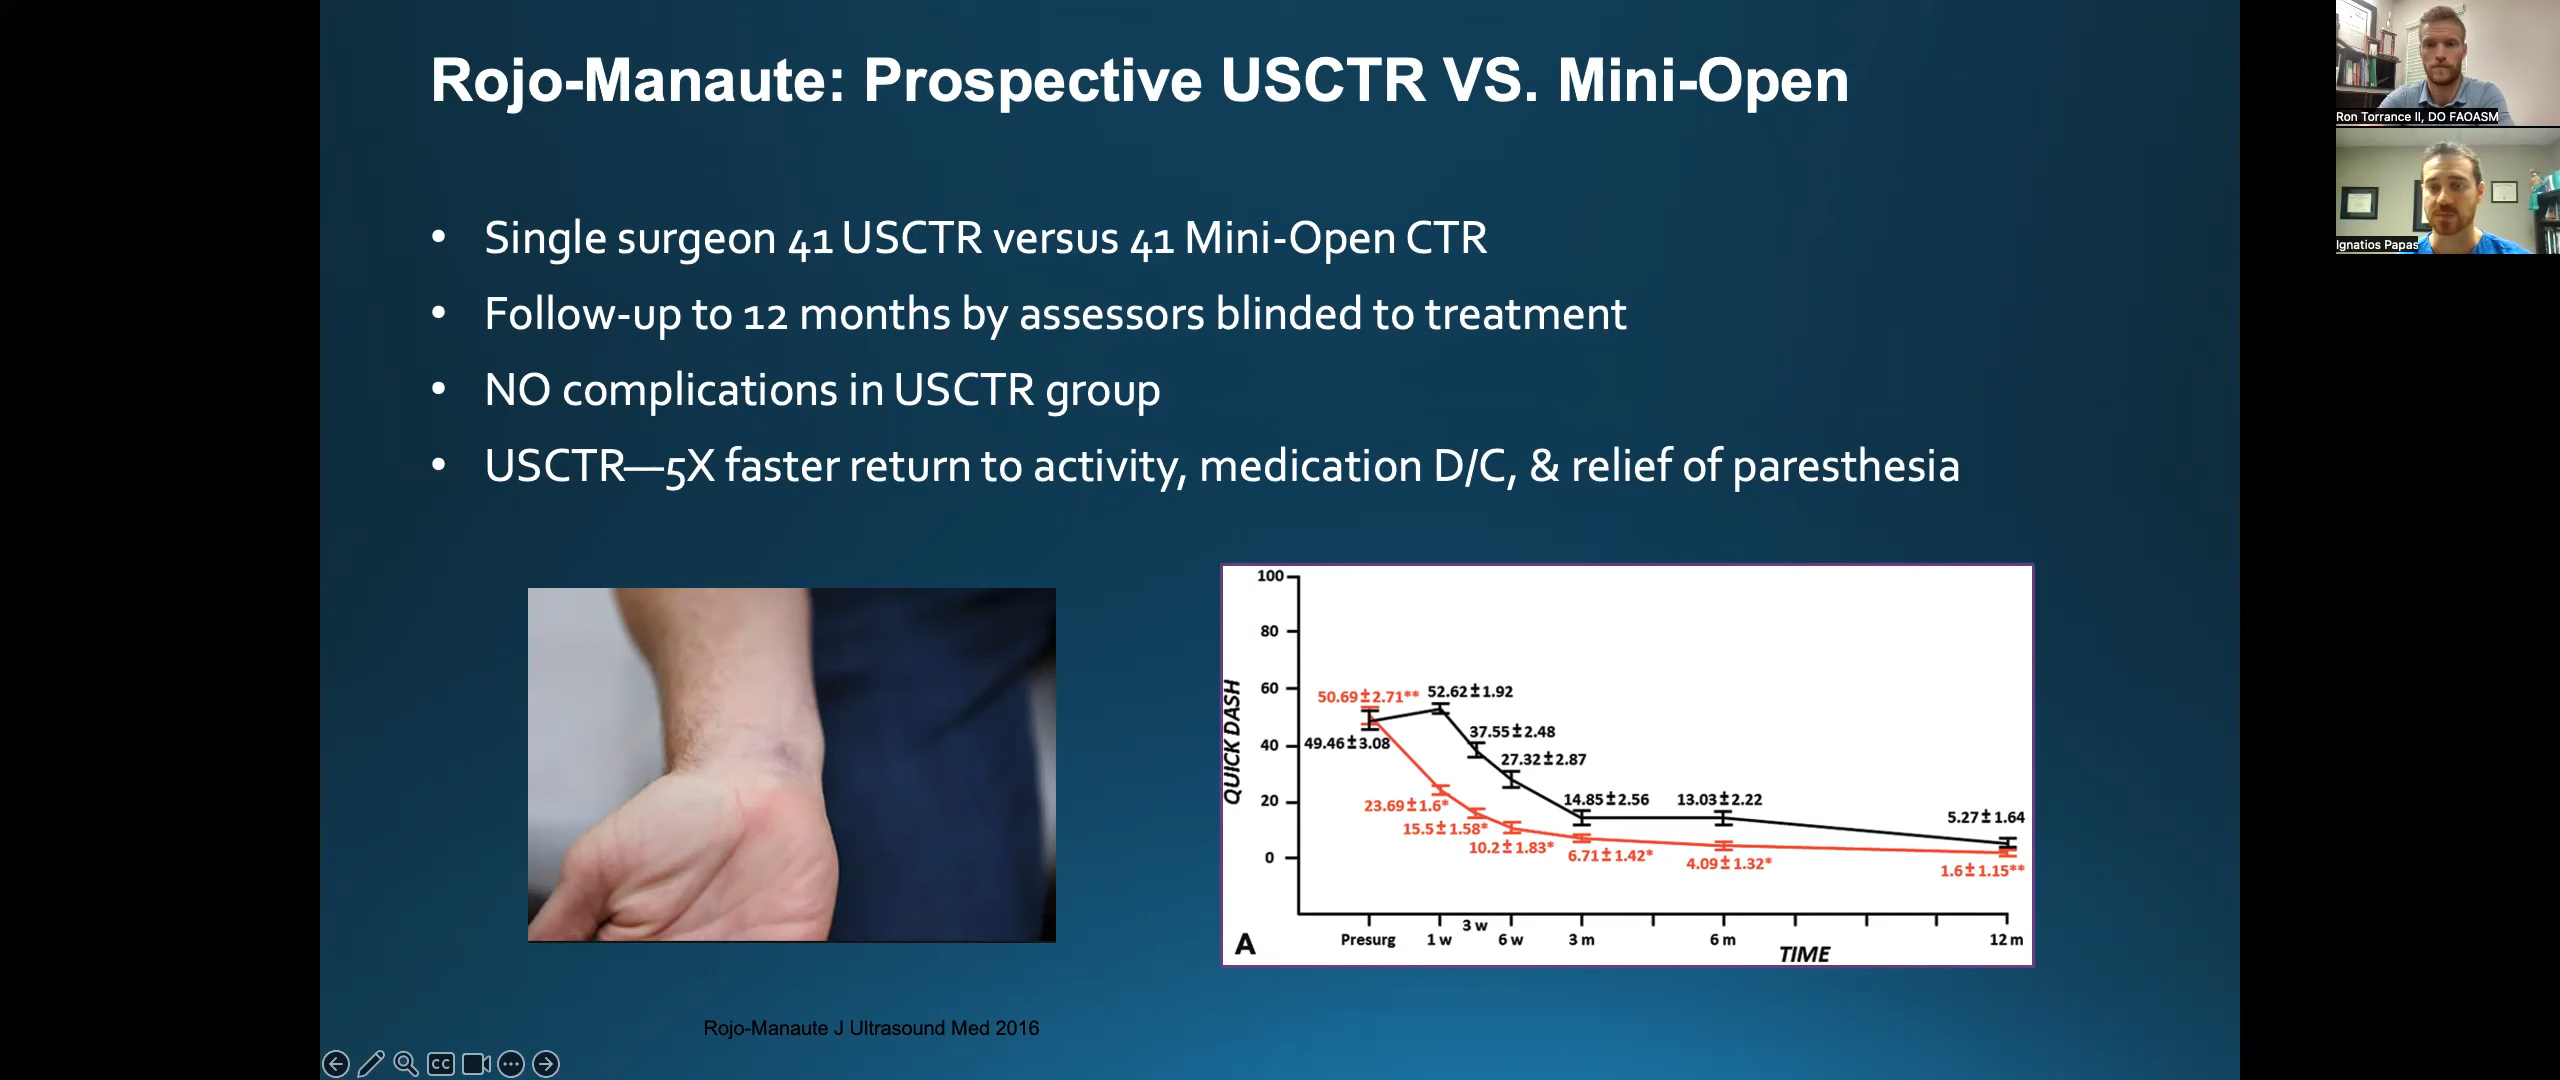 Rojo-Manaute: Prospective USCTR VS. Mini-Open
• Single surgeon 41 USCTR versus 41 Mini-Open CTR
• Follow-up to 12 months by assessors blinded to treatment
• NO complications in USCTR group
• USCTR—5X faster return to activity, medication D/C, & relief of paresthesia
100
80
60
40
20
0
QUICK DASH
50.69±2.71** 52.62±1.92
49.46±3.08
37.55±2.48
27.32±2.87
14.85±2.56 13.03±2.22
5.27±1.64
23.69±1.6*
15.5±1.58*
10.2±1.83*
6.71±1.42*
4.09±1.32*
1.6±1.15**
Presurg 1 w 3 w 6 w 3 m 6 m 12 m
A
TIME
Rojo-Manaute J Ultrasound Med 2016
CC
Ron Torrance II, DO FAOASM
Ignatios Papas